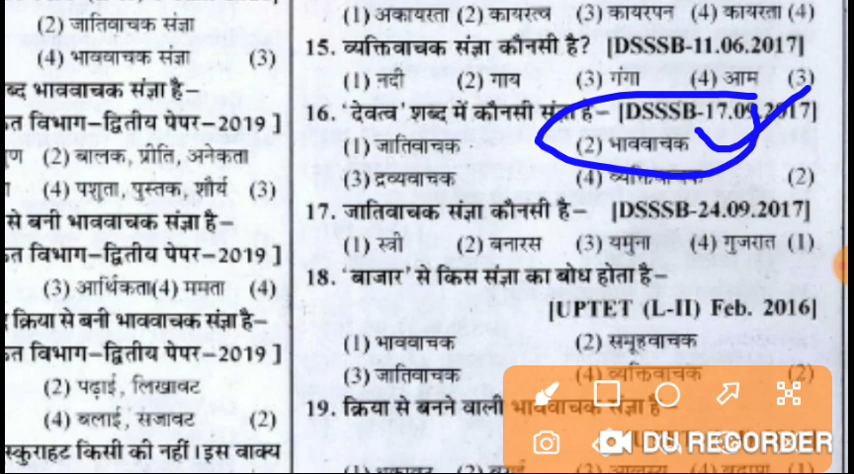 (2) जातिवाचक संज्ञा
(4) भाववाचक संज्ञा (3)
ब्द भाववाचक संज्ञा है–
त विभाग–द्वितीय पेपर–2019 ]
(2) बालक, प्रीति, अनेकता
(4) पशुता, पुस्तक, शौर्य (3)
से बनी भाववाचक संज्ञा है–
त विभाग–द्वितीय पेपर–2019 ]
(3) आर्थिकता(4) ममता (4)
क्रिया से बनी भाववाचक संज्ञा है–
त विभाग–द्वितीय पेपर–2019 ]
(2) पढ़ाई, लिखावट
(4) बलाई, सजावट (2)
स्कुराहट किसी की नहीं।इस वाक्य
(1) अकायरता (2) कायरत्व (3) कायरपन (4) कायरता (4)
15. व्यक्तिवाचक संज्ञा कौनसी है? [DSSSB-11.06.2017]
(1) नदी (2) गाय (3) गंगा (4) आम (3)
16. 'देवत्व' शब्द में कौनसी संज्ञा है– [DSSSB-17.09.2017]
(1) जातिवाचक (2) भाववाचक
(3) द्रव्यवाचक (4) व्यक्तिवाचक (2)
17. जातिवाचक संज्ञा कौनसी है– [DSSSB-24.09.2017]
(1) स्त्री (2) बनारस (3) यमुना (4) गुजरात (1)
18. 'बाजार' से किस संज्ञा का बोध होता है–
[UPTET (L-II) Feb. 2016]
(1) भाववाचक (2) समूहवाचक
(3) जातिवाचक (4) व्यक्तिवाचक (2)
19. क्रिया से बनने वाली भाववाचक संज्ञा है
DU RECORDER